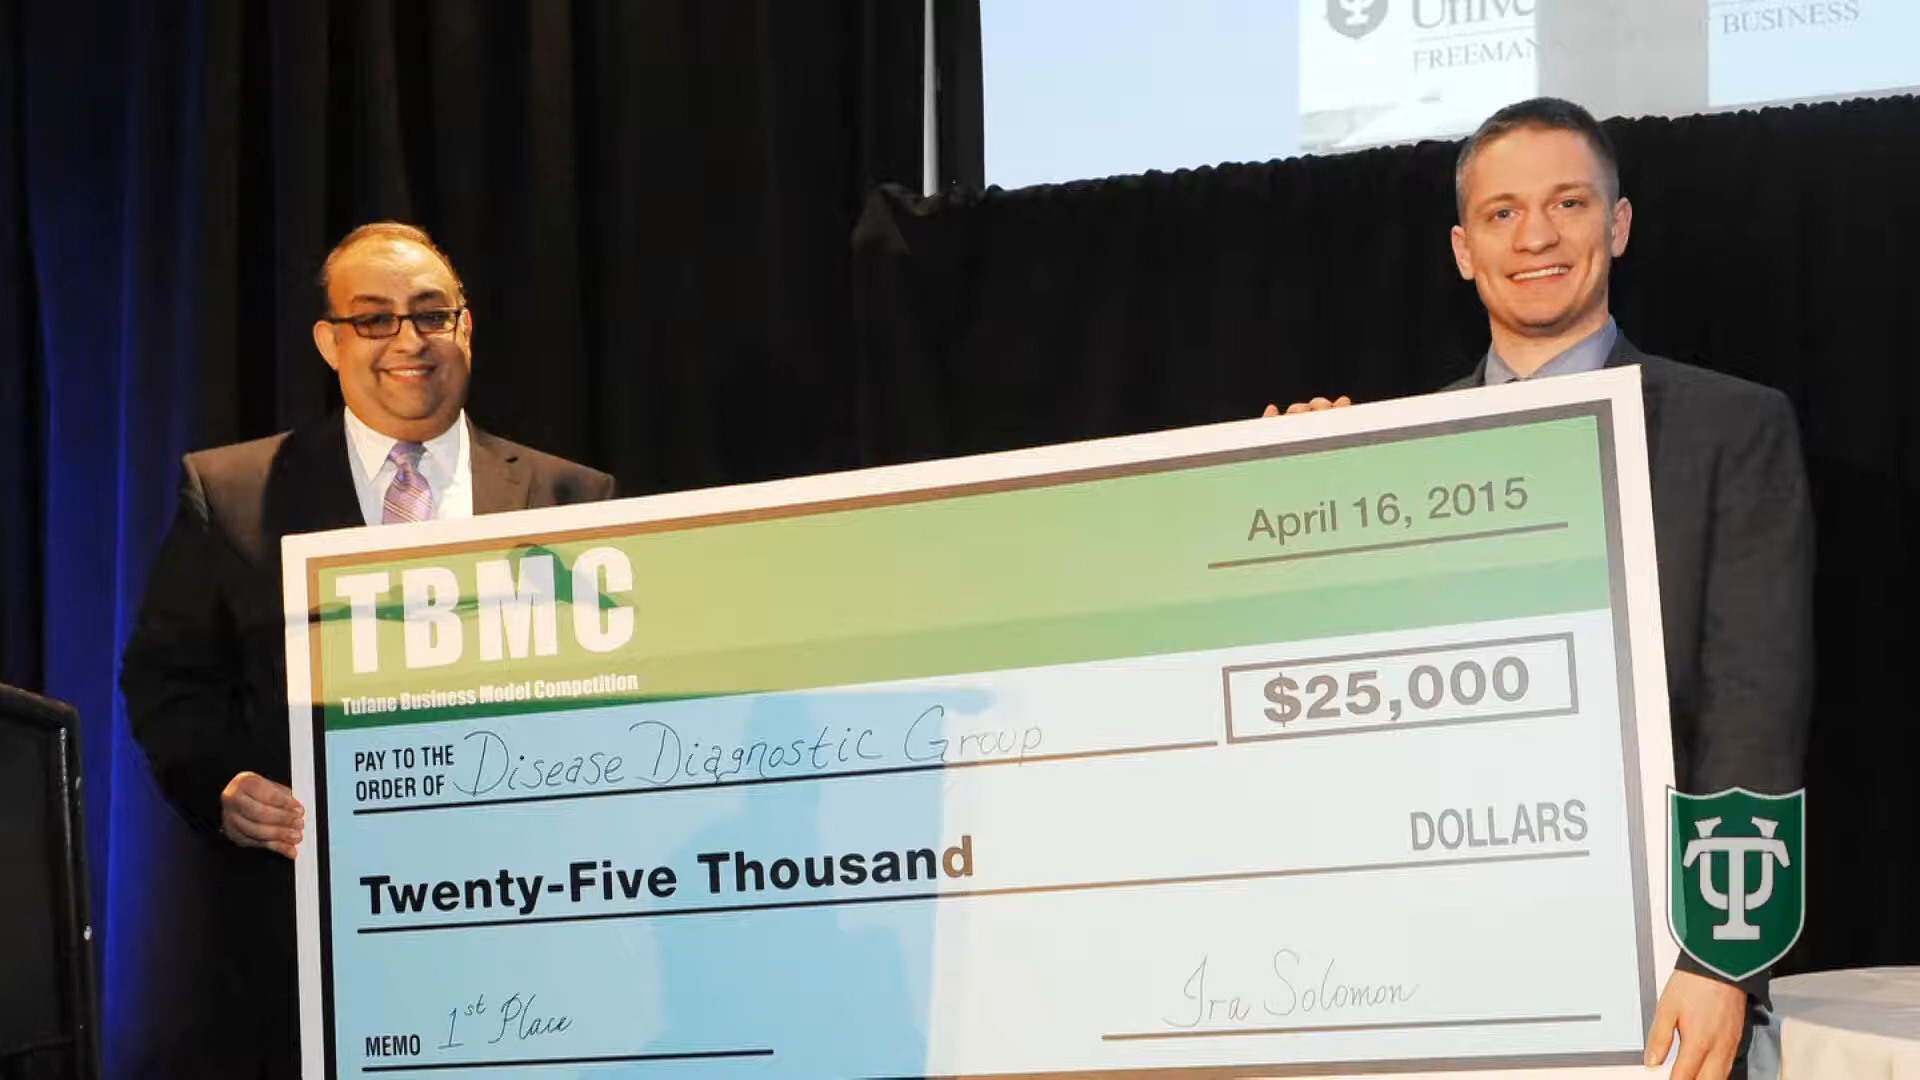 FREEMAN
BUSINESS
April 16, 2015
TBMC
Tulane Business Model Competition
$25,000
PAY TO THE
ORDER OF Disease Diagnostic Group
DOLLARS
Twenty-Five Thousand
Ira Solomon
MEMO 1st Place